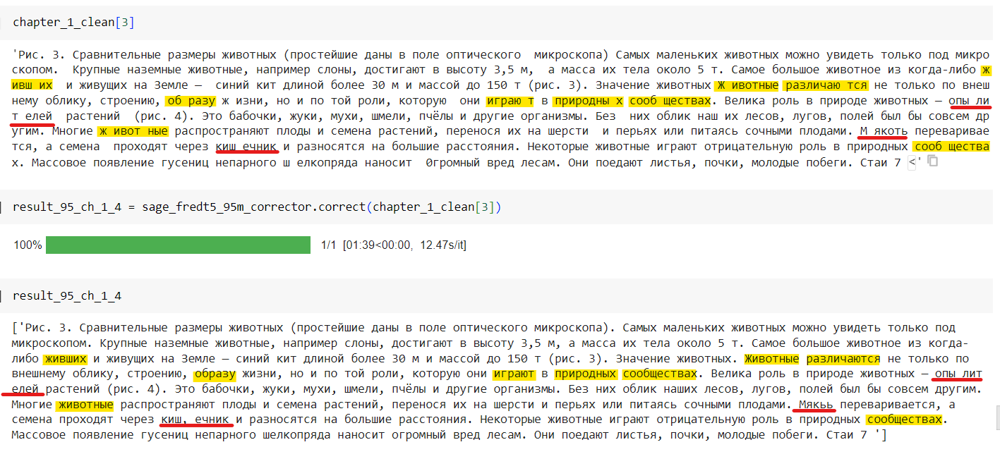 chapter_1_clean[3]
'Рис. 3. Сравнительные размеры животных (простейшие даны в поле оптического  микроскопа) Самых маленьких животных можно увидеть только под микро
скопом.  Крупные наземные животные, например слоны, достигают в высоту 3,5 м,  а масса их тела около 5 т. Самое большое животное из когда-либо ж
ивш их  и живущих на Земле —  синий кит длиной более 30 м и массой до 150 т (рис. 3). Значение животных Ж ивотные различаю тся не только по внеш
нему облику, строению, об разу ж изни, но и по той роли, которую  они играю т в природны х сооб ществах. Велика роль в природе животных — опы ли
т елей  растений  (рис. 4). Это бабочки, жуки, мухи, шмели, пчёлы и другие организмы. Без  них облик наш их лесов, лугов, полей был бы совсем др
угим. Многие ж ивот ные распространяют плоды и семена растений, перенося их на шерсти  и перьях или питаясь сочными плодами. М якоть переваривае
тся, а семена  проходят через киш ечник и разносятся на большие расстояния. Некоторые животные играют отрицательную роль в природных сооб щества
х. Массовое появление гусениц непарного ш елкопряда наносит  0громный вред лесам. Они поедают листья, почки, молодые побеги. Стаи 7 <'
result_95_ch_1_4 = sage_fredt5_95m_corrector.correct(chapter_1_clean[3])
100% 1/1 [01:39<00:00, 12.47s/it]
result_95_ch_1_4
['Рис. 3. Сравнительные размеры животных (простейшие даны в поле оптического микроскопа). Самых маленьких животных можно увидеть только под
микроскопом. Крупные наземные животные, например слоны, достигают в высоту 3,5 м, а масса их тела около 5 т. Самое большое животное из когда-
либо живших и живущих на Земле — синий кит длиной более 30 м и массой до 150 т (рис. 3). Значение животных. Животные различаются не только по
внешнему облику, строению, образу жизни, но и по той роли, которую они играют в природных сообществах. Велика роль в природе животных — опы лит
елей растений (рис. 4). Это бабочки, жуки, мухи, шмели, пчёлы и другие организмы. Без них облик наших лесов, лугов, полей был бы совсем другим.
Многие животные распространяют плоды и семена растений, перенося их на шерсти и перьях или питаясь сочными плодами. Мякьь переваривается, а
семена проходят через киш, ечник и разносятся на большие расстояния. Некоторые животные играют отрицательную роль в природных сообществах.
Массовое появление гусениц непарного шелкопряда наносит огромный вред лесам. Они поедают листья, почки, молодые побеги. Стаи 7 ']